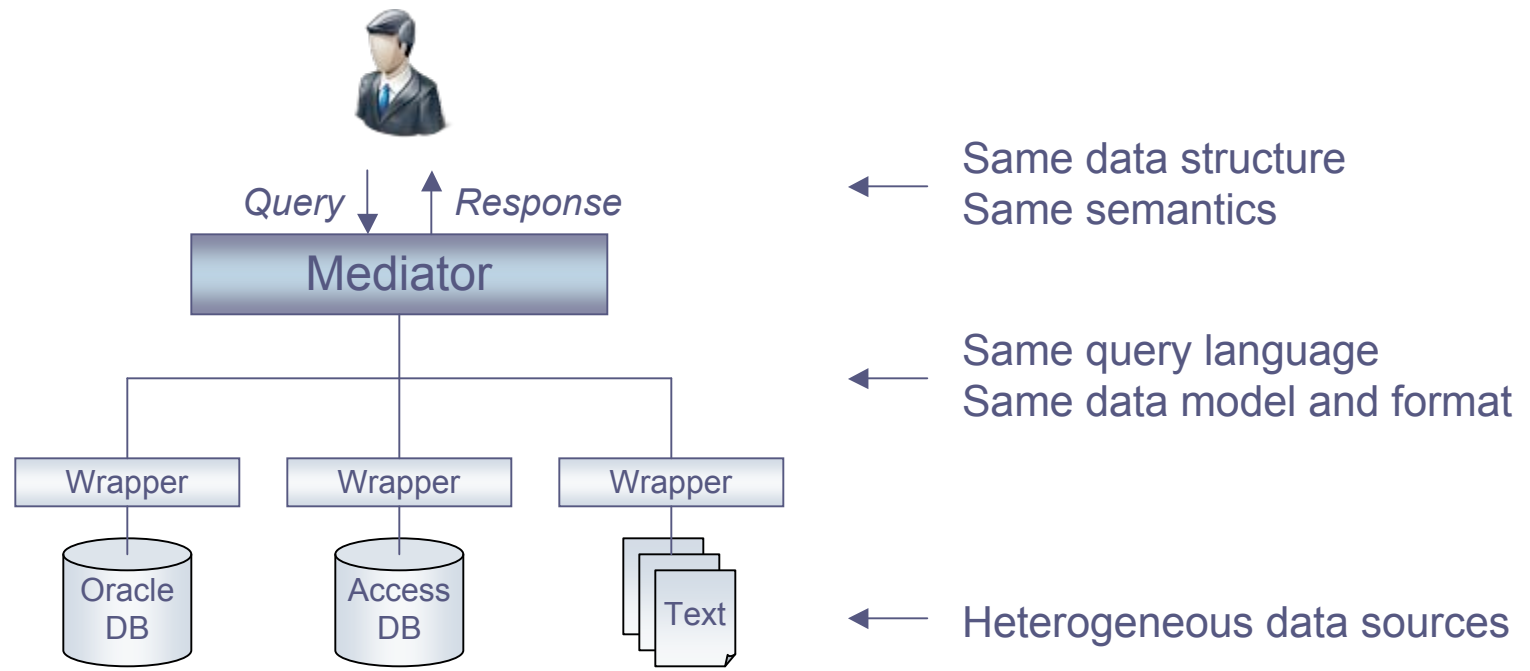 Same data structure
Same semantics
Query
Response
Mediator
Same query language
Same data model and format
Wrapper
Wrapper
Wrapper
Oracle
DB
Access
DB
Text
Heterogeneous data sources